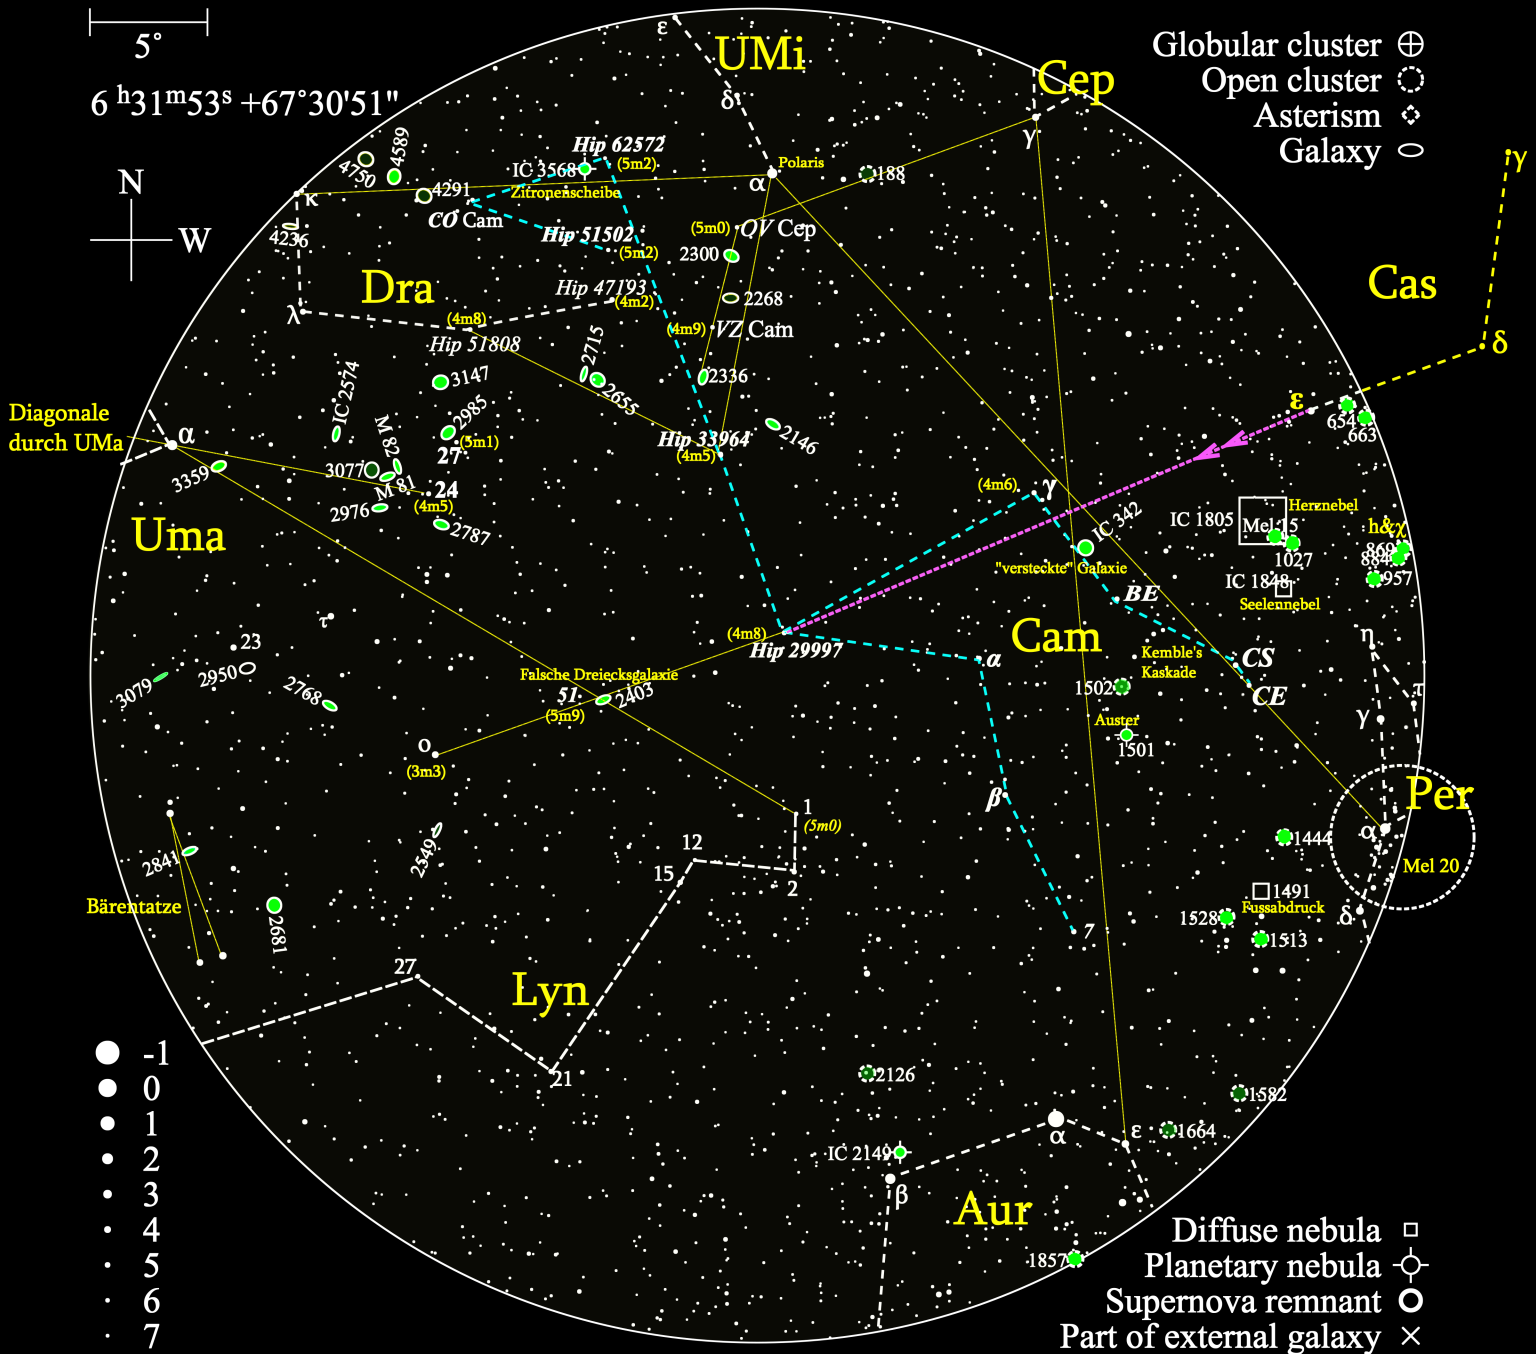 5°
6 h31m53s +67°30'51"
N
W
Globular cluster
Open cluster
Asterism
Galaxy
UMi
Cep
Cas
Dra
Uma
Cam
Per
Lyn
Aur
ε
δ
α
Polaris
γ
188
4750
4589
4291
κ
4236
λ
CO Cam
IC 3568
Zitronenscheibe
Hip 62572
(5m2)
Hip 51502
(5m2)
Hip 47193
(4m2)
(4m8)
Hip 51808
(5m0)
QV Cep
2300
2268
(4m9)
VZ Cam
2336
2715
2655
2146
Hip 33964
(4m5)
3147
IC 2574
2985
(5m1)
27
M 82
3077
M 81
24
(4m5)
2976
2787
Diagonale
durch UMa
α
3359
γ
δ
ε
654
663
(4m6)
γ
IC 342
"versteckte" Galaxie
IC 1805
Mel 15
Herznebel
1027
h&χ
869
884
957
IC 1848
Seelennebel
BE
Kemble's
Kaskade
CS
CE
1502
Auster
1501
(4m8)
Hip 29997
α
β
7
η
τ
γ
α
Mel 20
δ
1444
1491
Fussabdruck
1528
1513
τ
23
2950
3079
2768
Falsche Dreiecksgalaxie
51
(5m9)
2403
ο
(3m3)
1
(5m0)
12
15
2
2549
2841
Bärentatze
2681
27
21
2126
1582
1664
α
ε
IC 2149
β
1857
-1
0
1
2
3
4
5
6
7
Diffuse nebula
Planetary nebula
Supernova remnant
Part of external galaxy